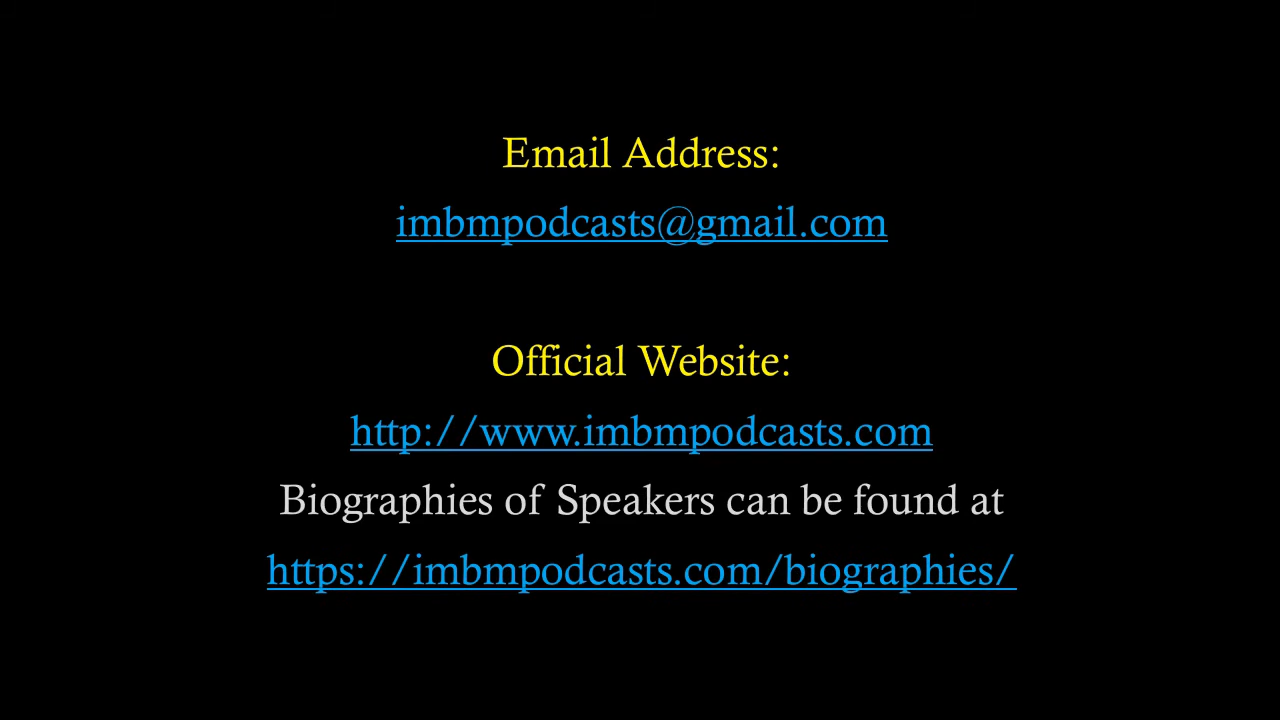 Email Address:
imbmpodcasts@gmail.com
Official Website:
http://www.imbmpodcasts.com
Biographies of Speakers can be found at
https://imbmpodcasts.com/biographies/